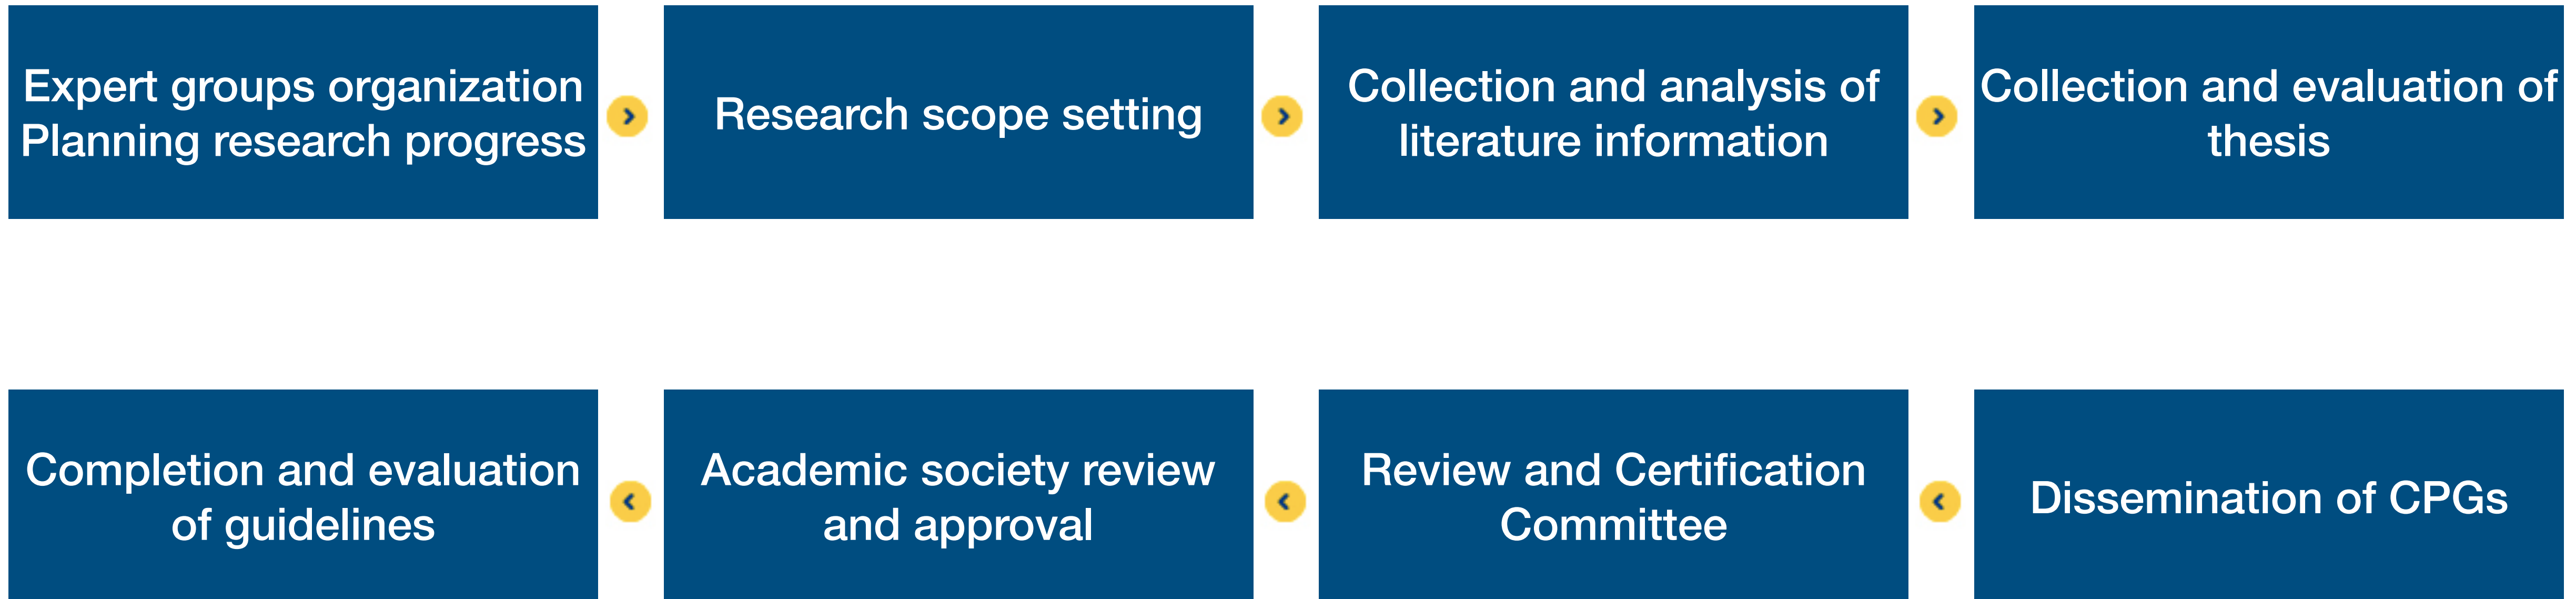 Expert groups organization
Planning research progress
Research scope setting
Collection and analysis of
literature information
Collection and evaluation of
thesis
Completion and evaluation
of guidelines
Academic society review
and approval
Review and Certification
Committee
Dissemination of CPGs